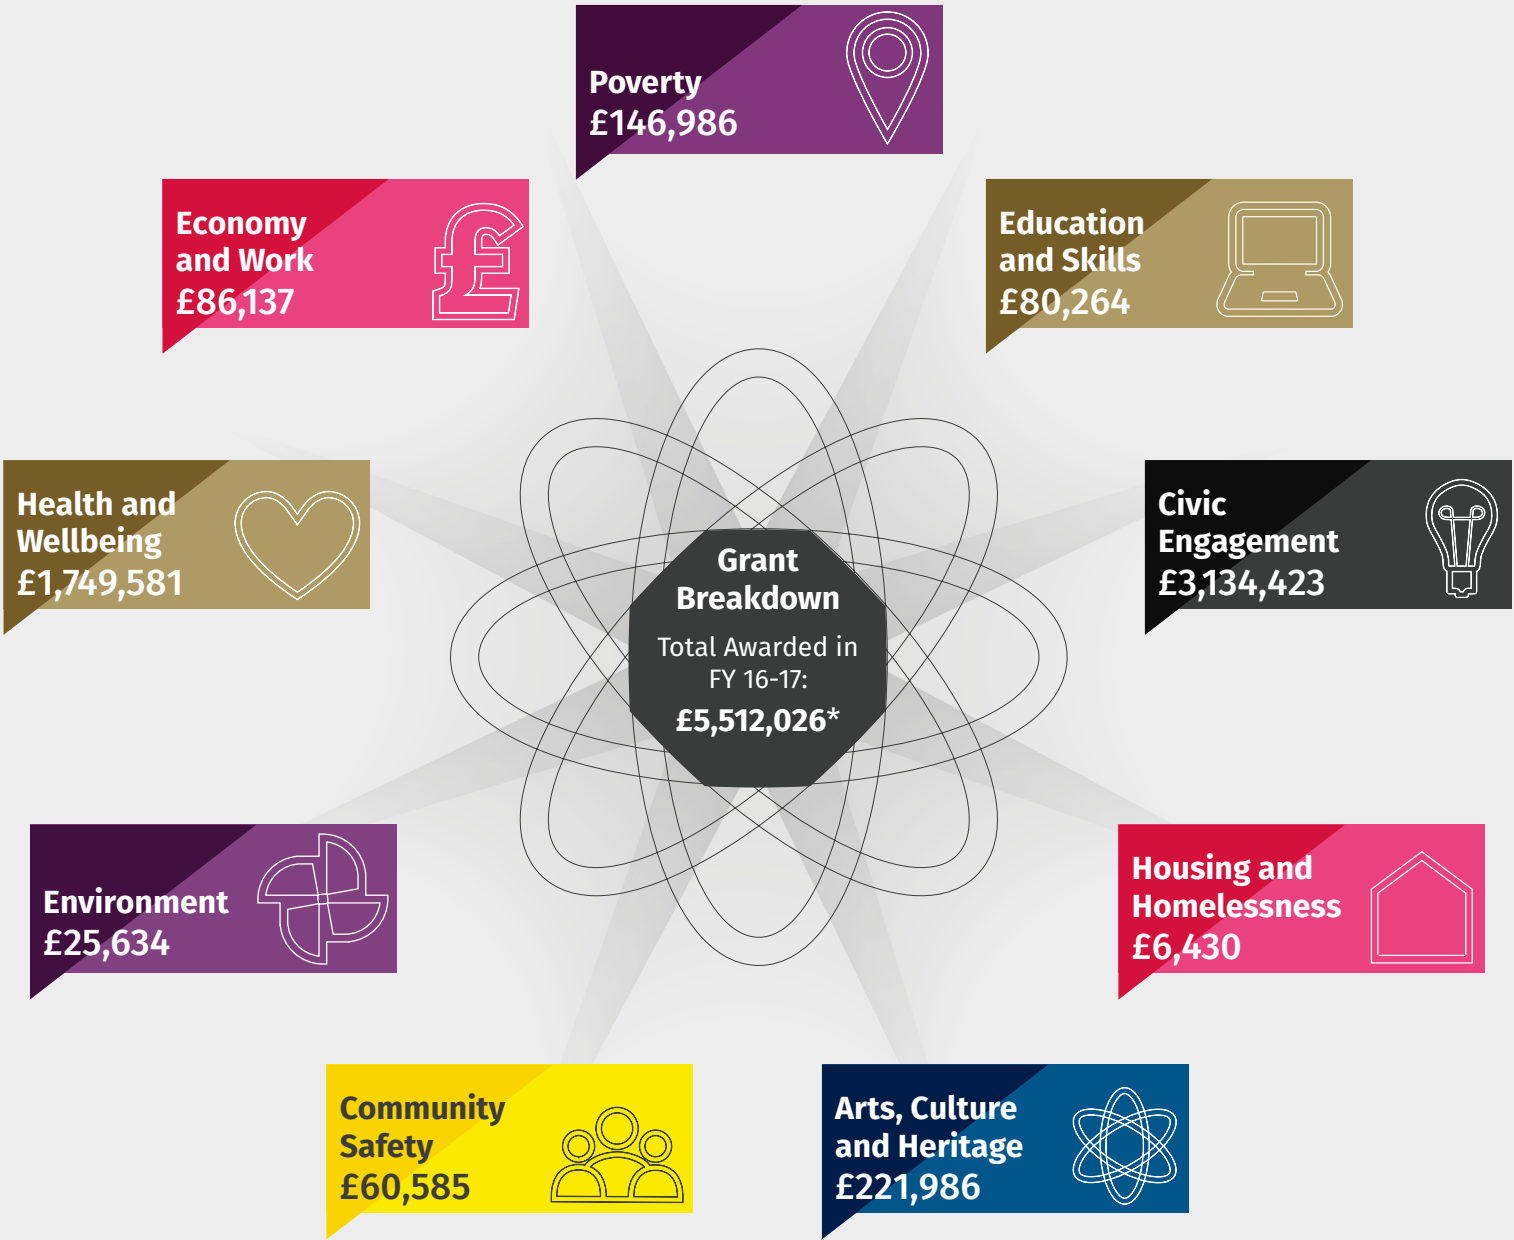 Poverty
£146,986
Economy
and Work
£86,137
Education
and Skills
£80,264
Health and
Wellbeing
£1,749,581
Civic
Engagement
£3,134,423
Grant
Breakdown
Total Awarded in
FY 16-17:
£5,512,026*
Environment
£25,634
Housing and
Homelessness
£6,430
Community
Safety
£60,585
Arts, Culture
and Heritage
£221,986